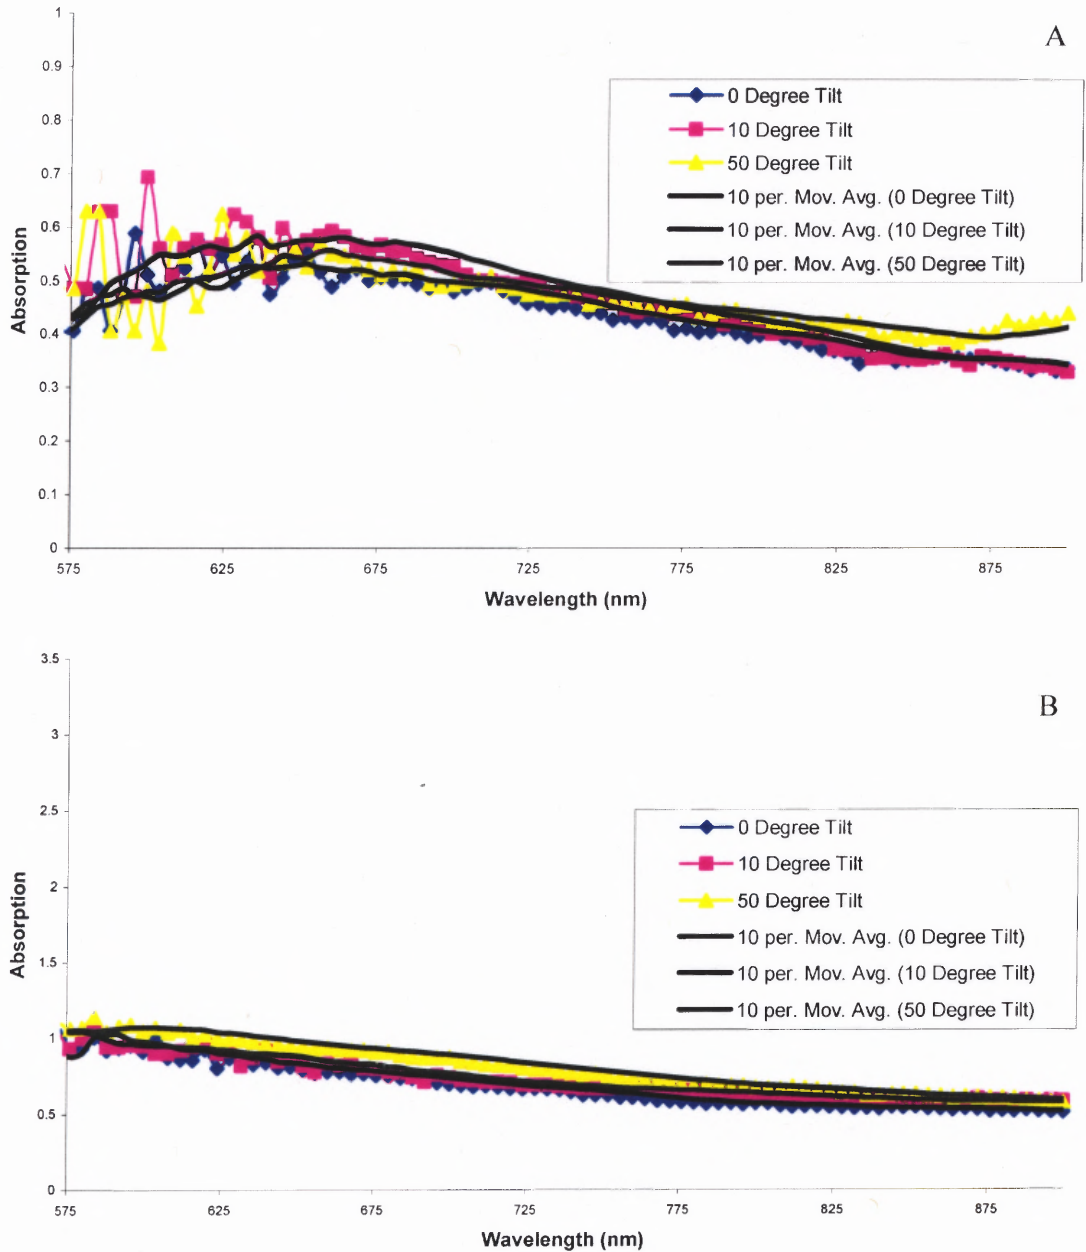 A
1
0.9
0.8
0.7
0.6
0.5
0.4
0.3
0.2
0.1
0
Absorption
0 Degree Tilt
10 Degree Tilt
50 Degree Tilt
10 per. Mov. Avg. (0 Degree Tilt)
10 per. Mov. Avg. (10 Degree Tilt)
10 per. Mov. Avg. (50 Degree Tilt)
575 625 675 725 775 825 875
Wavelength (nm)
B
3.5
3
2.5
2
1.5
1
0.5
0
Absorption
0 Degree Tilt
10 Degree Tilt
50 Degree Tilt
10 per. Mov. Avg. (0 Degree Tilt)
10 per. Mov. Avg. (10 Degree Tilt)
10 per. Mov. Avg. (50 Degree Tilt)
575 625 675 725 775 825 875
Wavelength (nm)